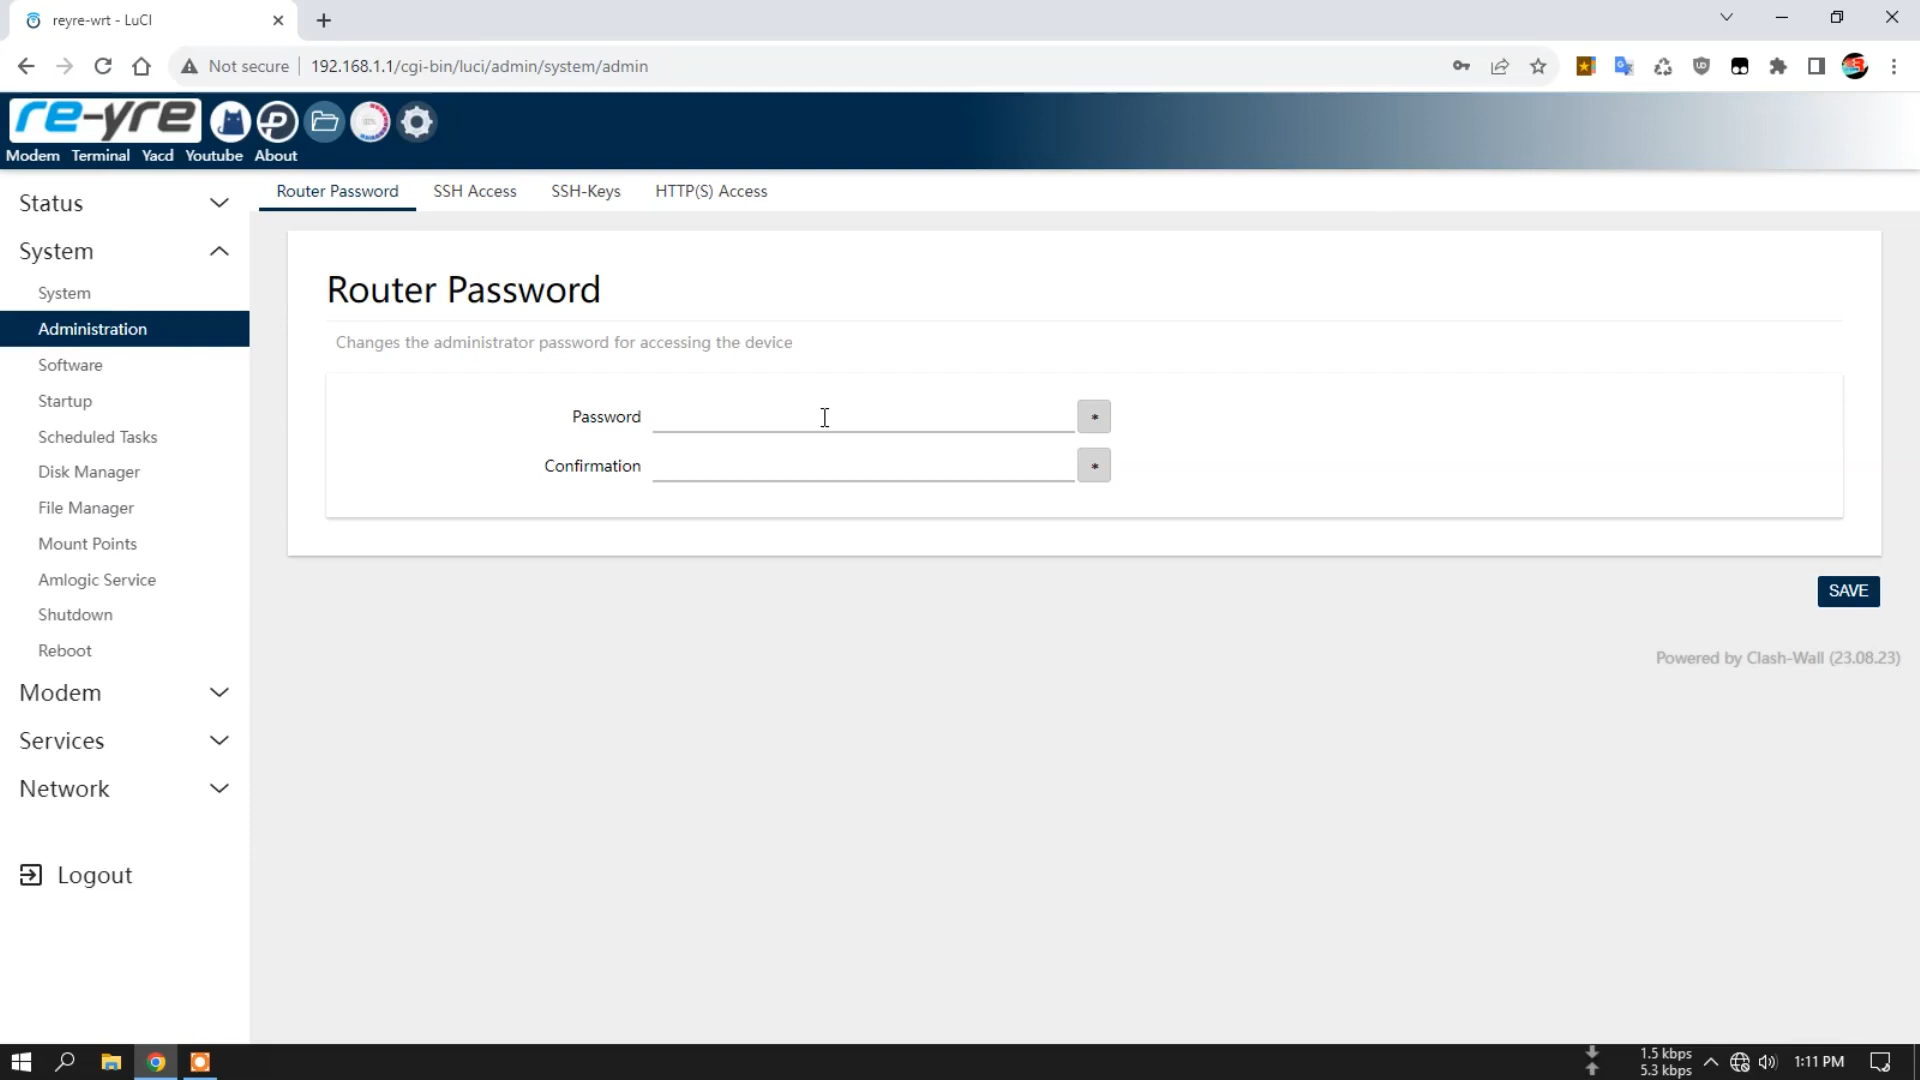 reyre-wrt - LuCI
Not secure 192.168.1.1/cgi-bin/luci/admin/system/admin
re-yre
Modem Terminal Yacd Youtube About
Status
System
System
Administration
Software
Startup
Scheduled Tasks
Disk Manager
File Manager
Mount Points
Amlogic Service
Shutdown
Reboot
Modem
Services
Network
Logout
Router Password SSH Access SSH-Keys HTTP(S) Access
Router Password
Changes the administrator password for accessing the device
Password *
Confirmation *
SAVE
Powered by Clash-Wall (23.08.23)
1.5 kbps
5.3 kbps
1:11 PM